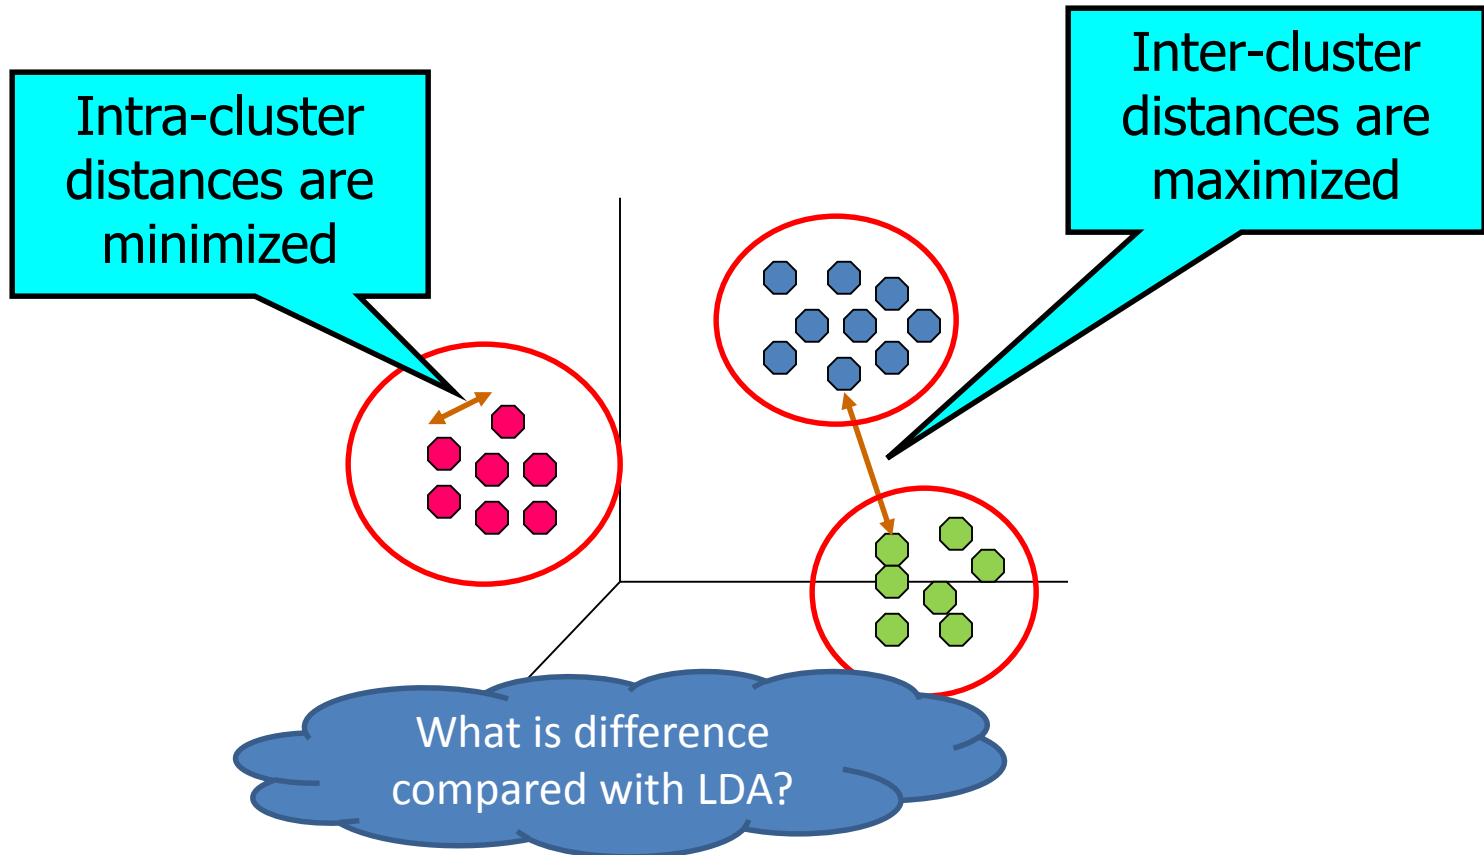 Intra-cluster
distances are
minimized
Inter-cluster
distances are
maximized
What is difference
compared with LDA?